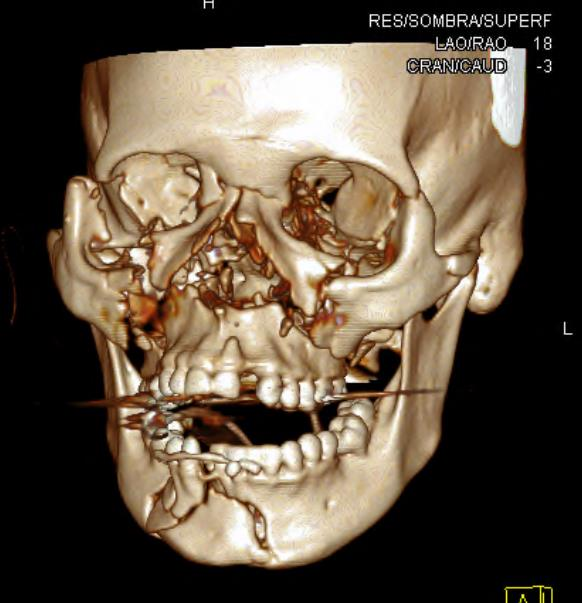 H
RES/SOMBRA/SUPERF
LAO/RAO 18
CRAN/CAUD -3
L
A